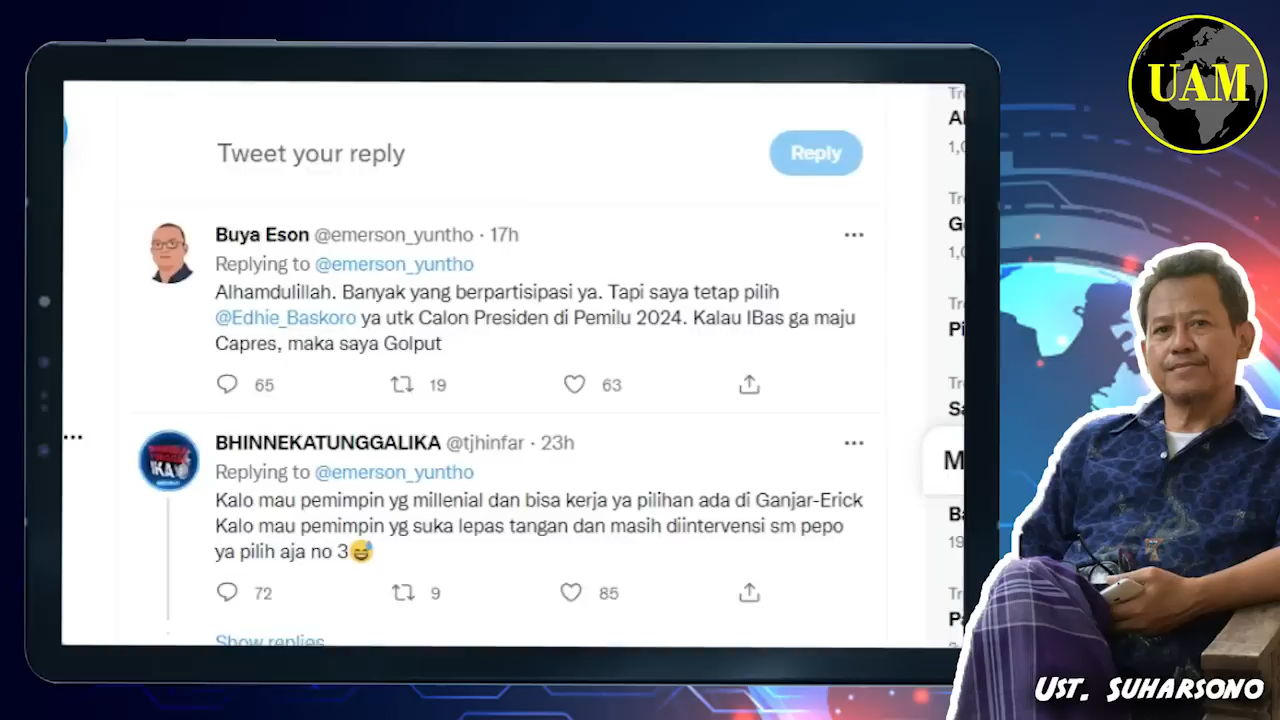 UAM
Tweet your reply
Reply
Buya Eson @emerson_yuntho · 17h
Replying to @emerson_yuntho
Alhamdulillah. Banyak yang berpartisipasi ya. Tapi saya tetap pilih
@Edhie_Baskoro ya utk Calon Presiden di Pemilu 2024. Kalau IBas ga maju
Capres, maka saya Golput
65 19 63
BHINNEKATUNGGALIKA @tjhinfar · 23h
Replying to @emerson_yuntho
Kalo mau pemimpin yg millenial dan bisa kerja ya pilihan ada di Ganjar-Erick
Kalo mau pemimpin yg suka lepas tangan dan masih diintervensi sm pepo
ya pilih aja no 3😅
72 9 85
Show replies
UST. SUHARSONO